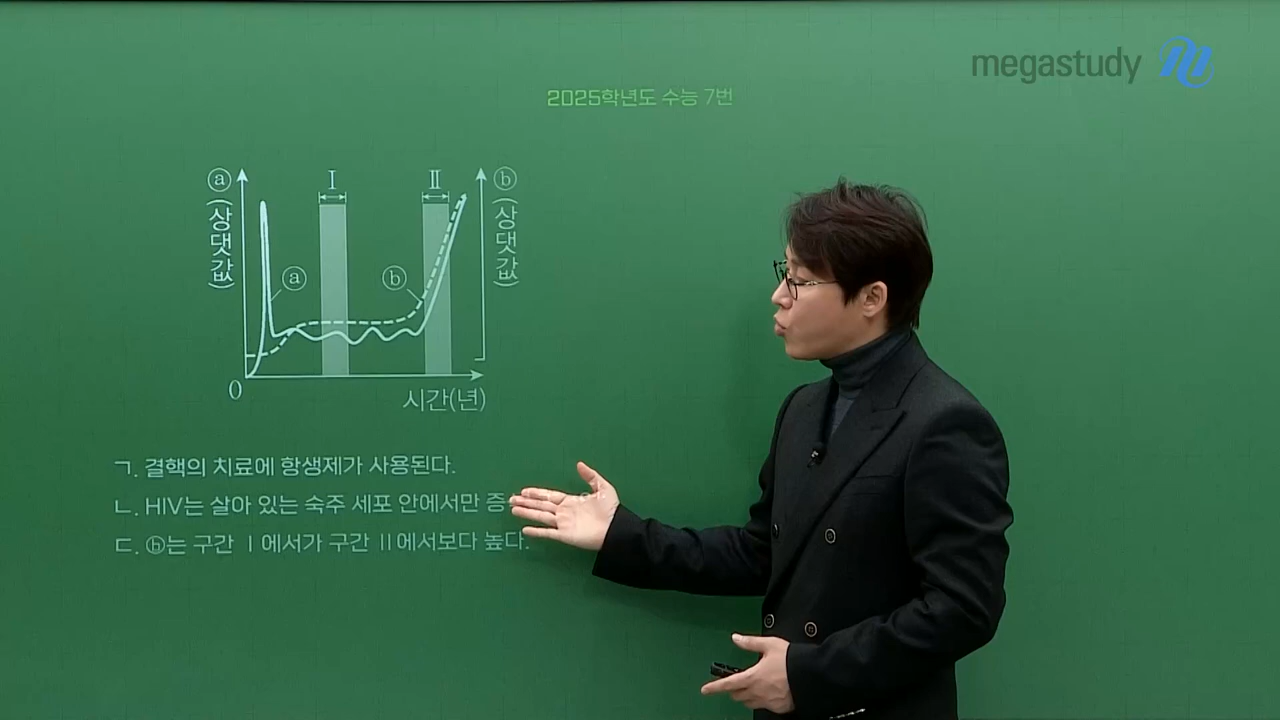 megastudy
2025학년도 수능 7번
ⓐ
Ⅰ
Ⅱ
ⓑ
(상댓값)
(상댓값)
ⓐ
ⓑ
0
시간(년)
ㄱ. 결핵의 치료에 항생제가 사용된다.
ㄴ. HIV는 살아 있는 숙주 세포 안에서만
ㄷ. ⓑ는 구간 Ⅰ에서가 구간 Ⅱ에서보다 높다.